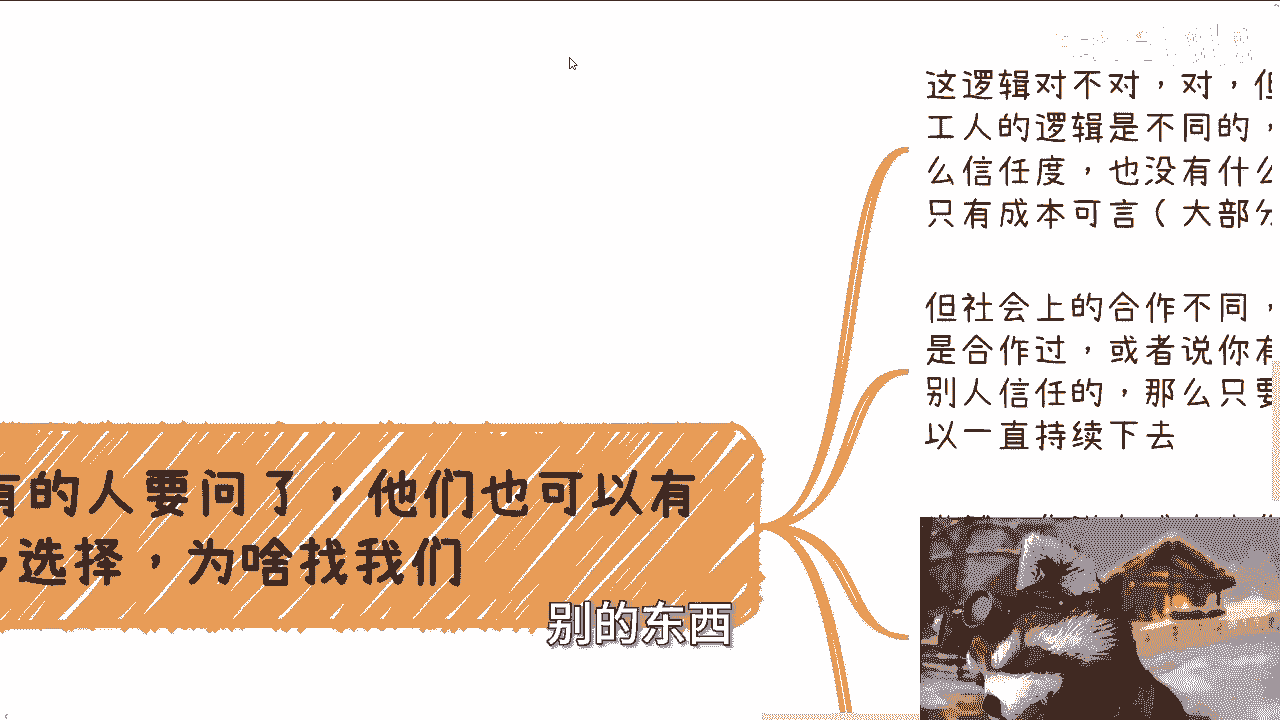 这逻辑对不对，对，但
工人的逻辑是不同的，
么信任度，也没有什么
只有成本可言（大部分
但社会上的合作不同，
是合作过，或者说你有
别人信任的，那么只要
以一直持续下去
有的人要问了，他们也可以有
选择，为啥找我们
别的东西